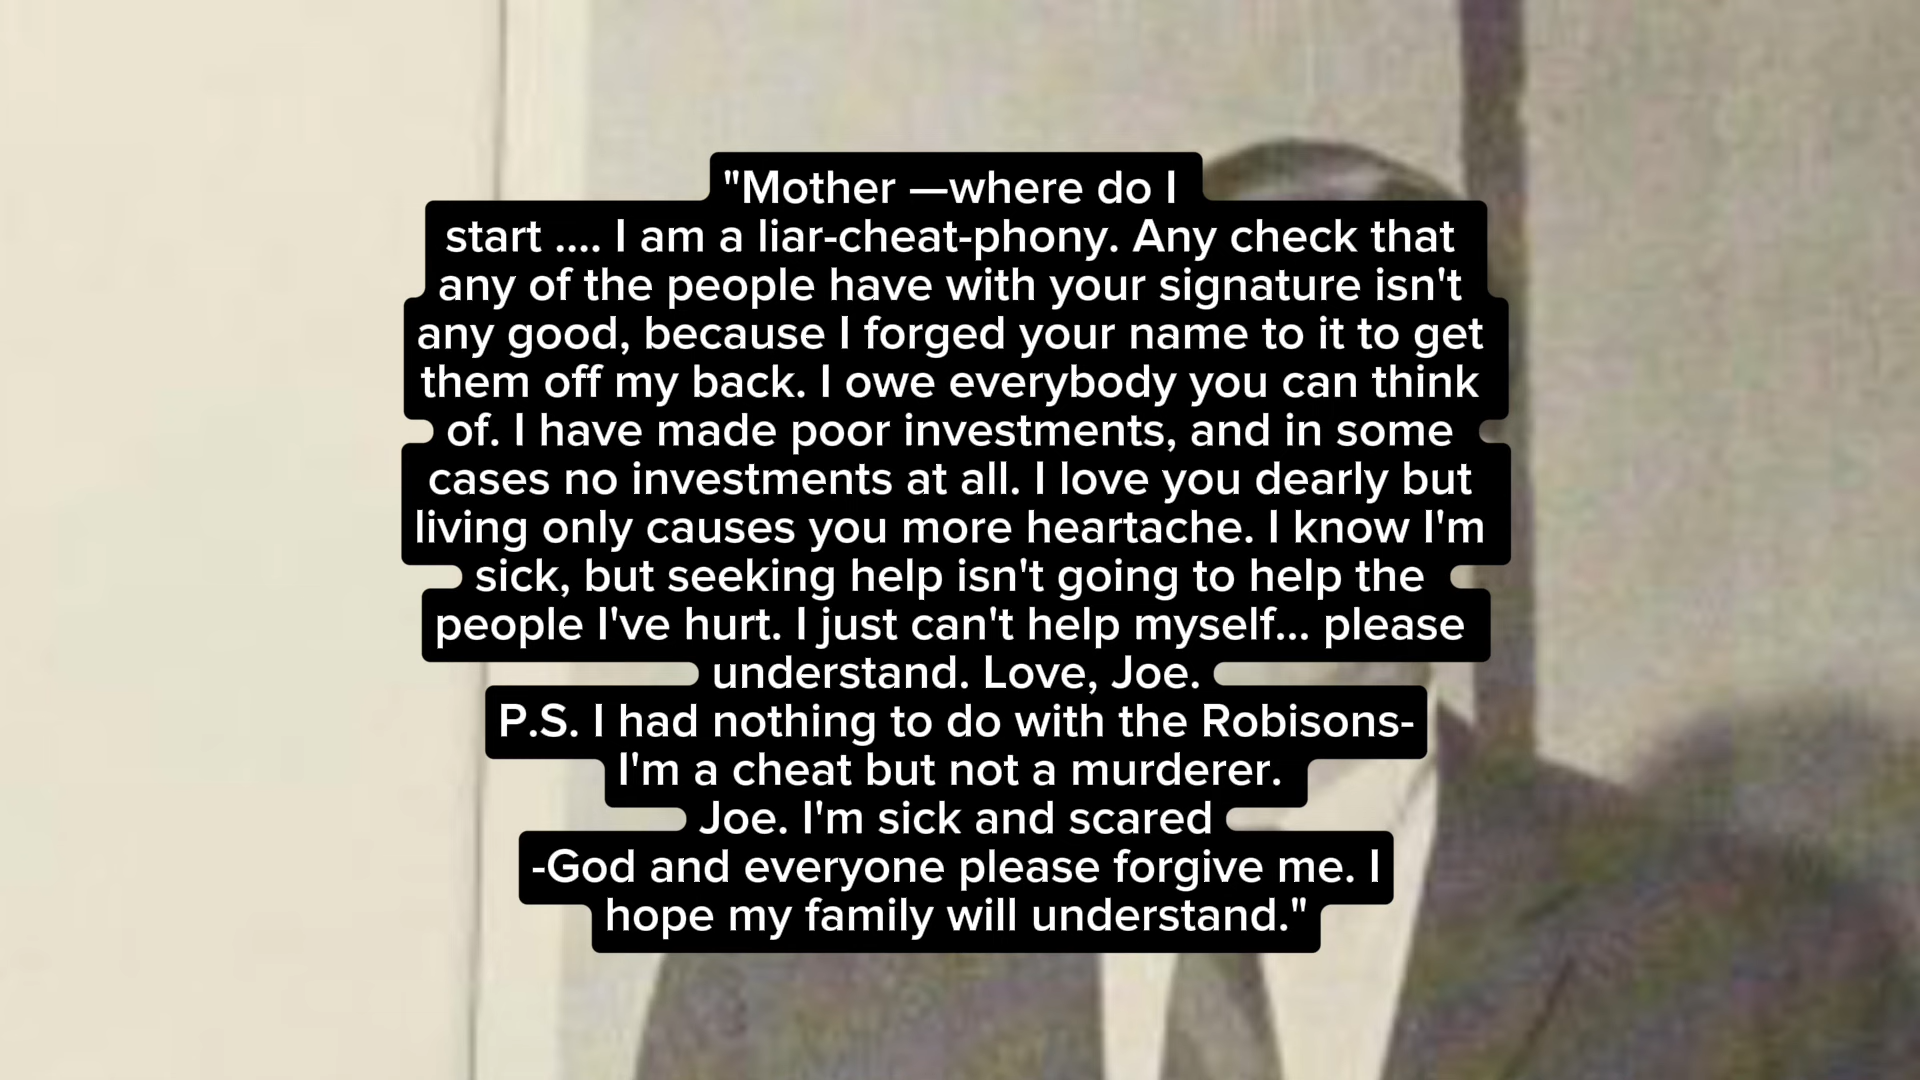 "Mother —where do I
start .... I am a liar-cheat-phony. Any check that
any of the people have with your signature isn't
any good, because I forged your name to it to get
them off my back. I owe everybody you can think
of. I have made poor investments, and in some
cases no investments at all. I love you dearly but
living only causes you more heartache. I know I'm
sick, but seeking help isn't going to help the
people I've hurt. I just can't help myself... please
understand. Love, Joe.
P.S. I had nothing to do with the Robisons-
I'm a cheat but not a murderer.
Joe. I'm sick and scared
-God and everyone please forgive me. I
hope my family will understand."